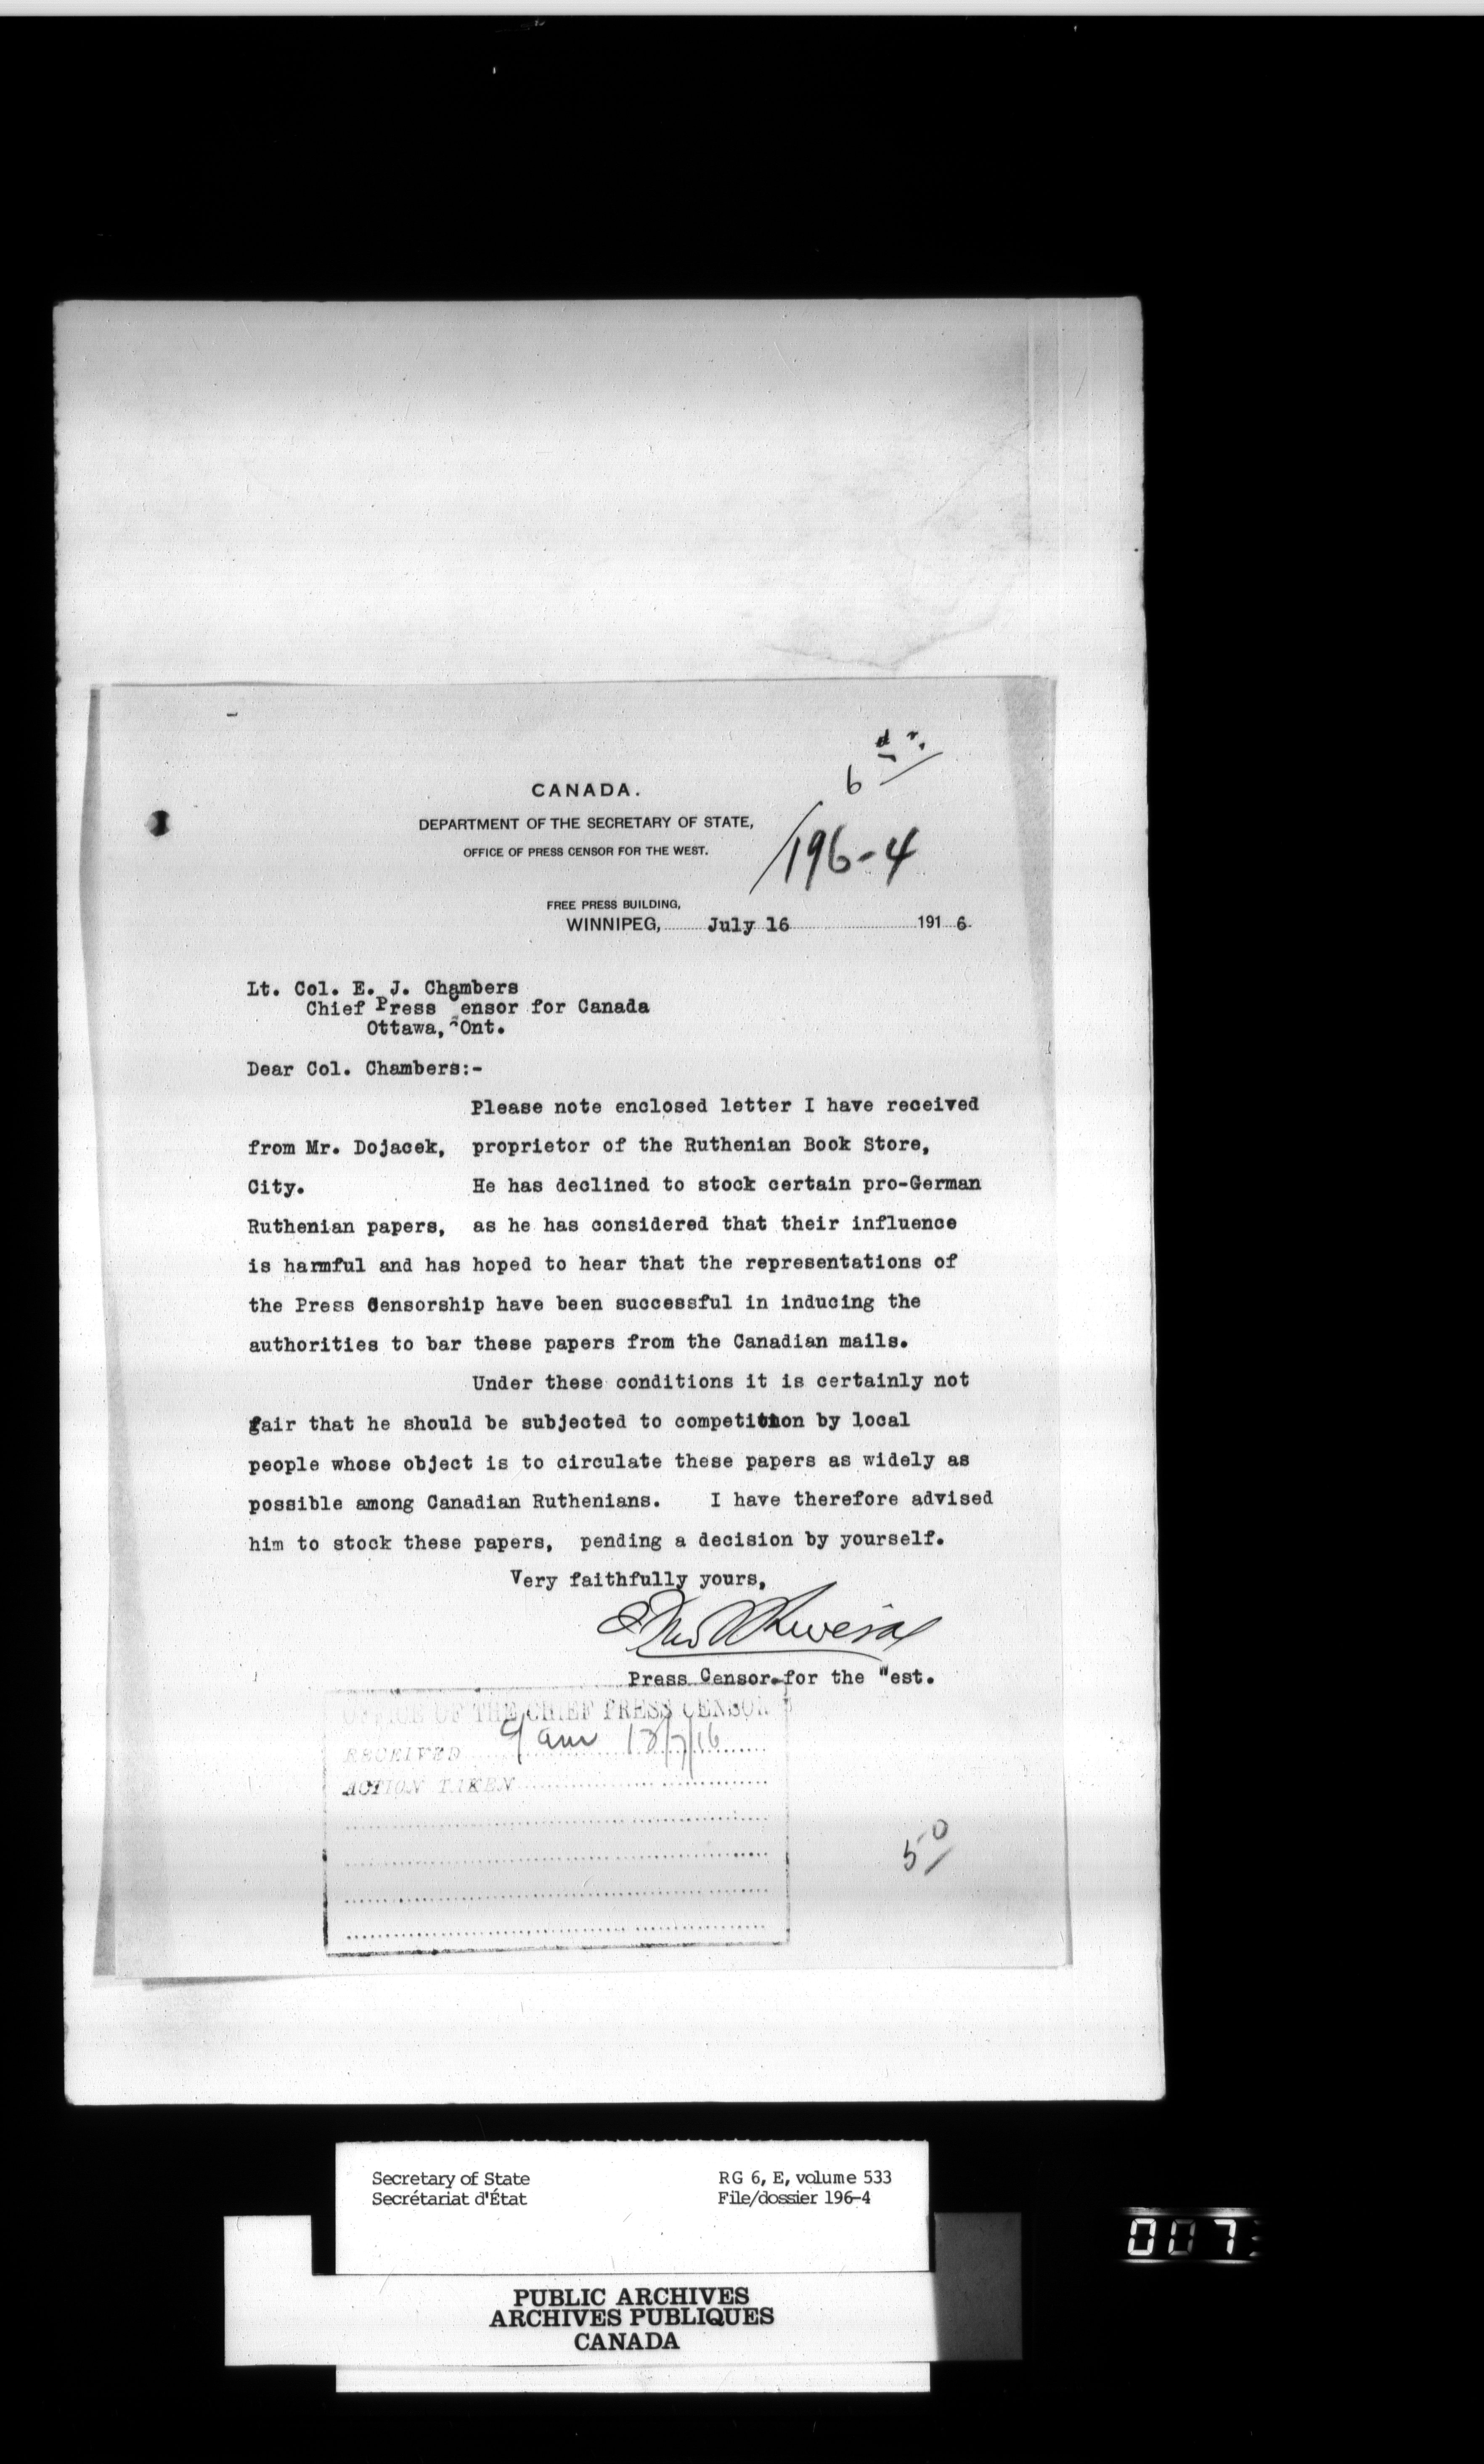 6
CANADA.
DEPARTMENT OF THE SECRETARY OF STATE,
OFFICE OF PRESS CENSOR FOR THE WEST.
196-4
FREE PRESS BUILDING,
WINNIPEG, July 16 1916.
Lt. Col. E. J. Chambers
Chief Press ensor for Canada
Ottawa, Ont.
Dear Col. Chambers:-
Please note enclosed letter I have received
from Mr. Dojacek, proprietor of the Ruthenian Book Store,
City. He has declined to stock certain pro-German
Ruthenian papers, as he has considered that their influence
is harmful and has hoped to hear that the representations of
the Press Censorship have been successful in inducing the
authorities to bar these papers from the Canadian mails.
Under these conditions it is certainly not
fair that he should be subjected to competition by local
people whose object is to circulate these papers as widely as
possible among Canadian Ruthenians. I have therefore advised
him to stock these papers, pending a decision by yourself.
Very faithfully yours,
Press Censor for the "est.
OFFICE OF THE CHIEF PRESS CENSOR
RECEIVED 9 am /7/16
ACTION TAKEN
50
Secretary of State RG 6, E, volume 533
Secrétariat d'État File/dossier 196-4
007
PUBLIC ARCHIVES
ARCHIVES PUBLIQUES
CANADA